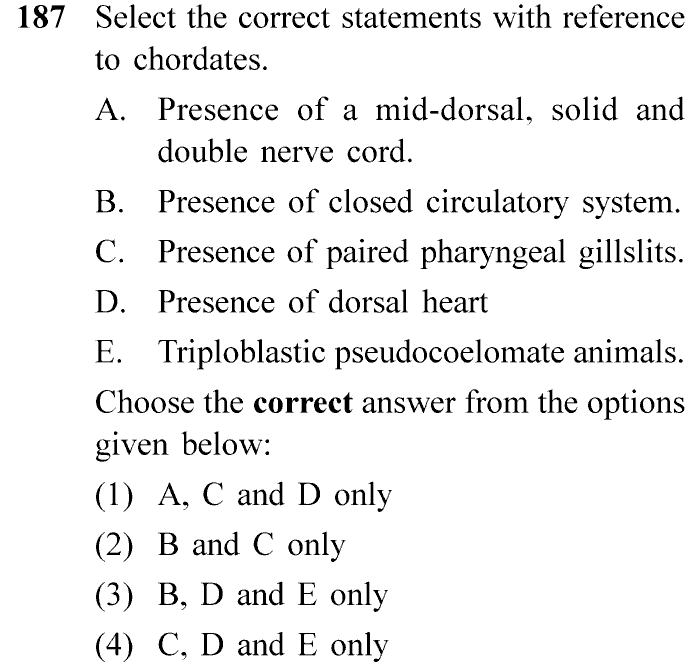 187 Select the correct statements with reference
to chordates.
A. Presence of a mid-dorsal, solid and
double nerve cord.
B. Presence of closed circulatory system.
C. Presence of paired pharyngeal gillslits.
D. Presence of dorsal heart
E. Triploblastic pseudocoelomate animals.
Choose the correct answer from the options
given below:
(1) A, C and D only
(2) B and C only
(3) B, D and E only
(4) C, D and E only